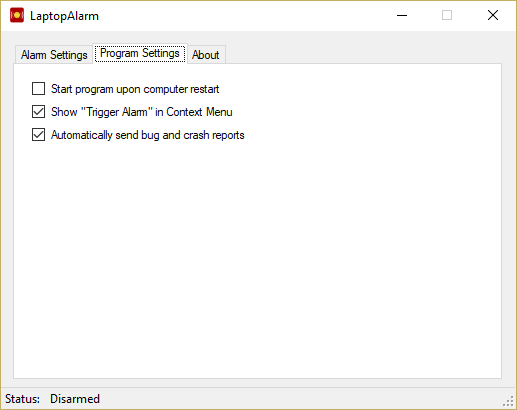 LaptopAlarm
Alarm Settings Program Settings About
Start program upon computer restart
Show "Trigger Alarm" in Context Menu
Automatically send bug and crash reports
Status: Disarmed